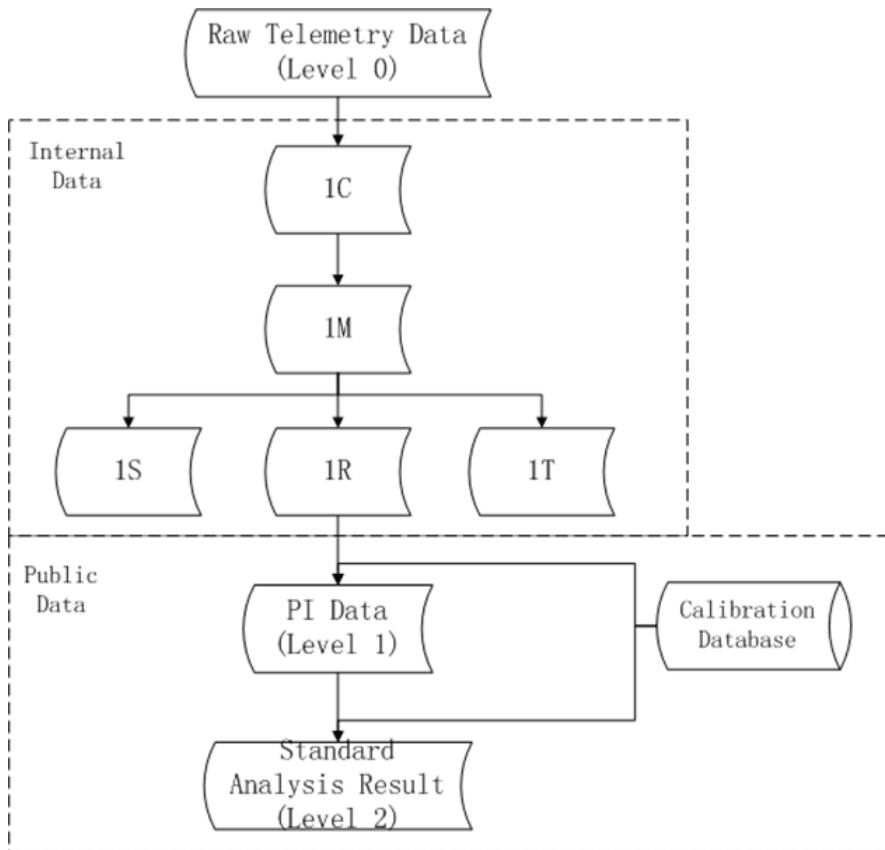 Raw Telemetry Data
(Level 0)
Internal
Data
1C
1M
1S
1R
1T
Public
Data
PI Data
(Level 1)
Calibration
Database
Standard
Analysis Result
(Level 2)